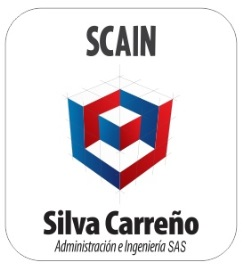 SCAIN
Silva Carreño
Administración e Ingeniería SAS